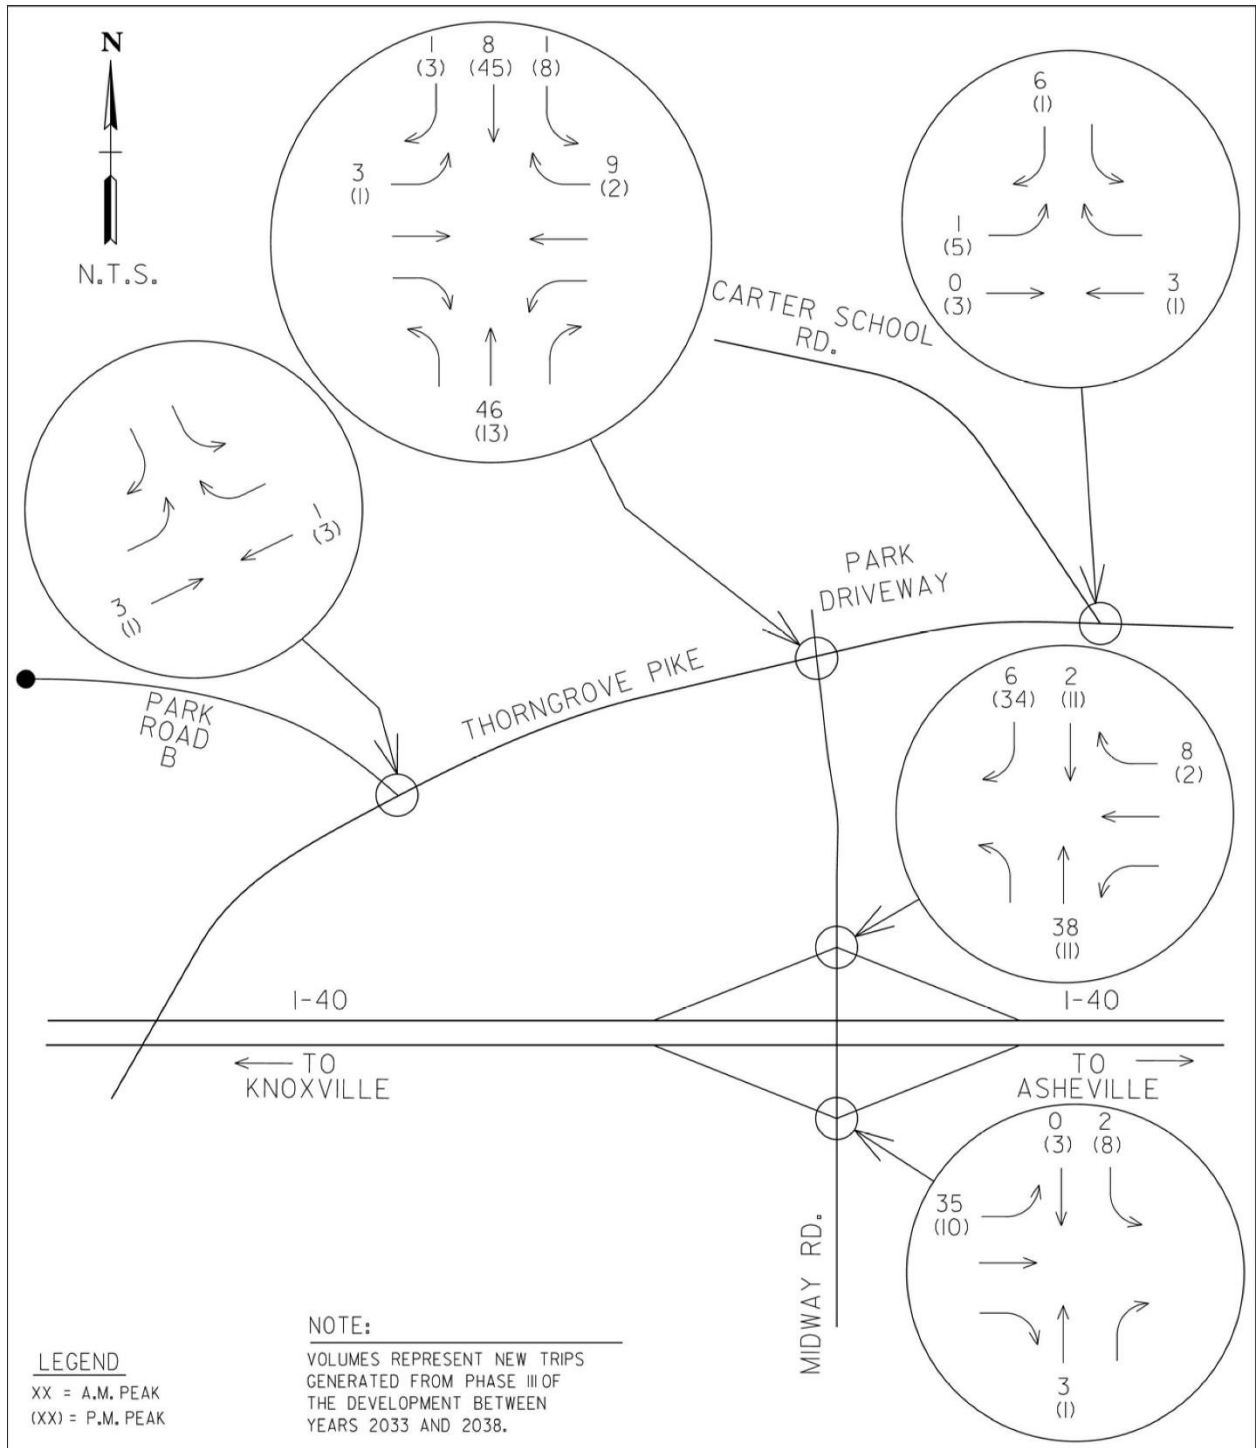 N
N.T.S.
1 8 1
(3) (45) (8)
3
(1)
9
(2)
46
(13)
6
(1)
1
(5)
0
(3)
3
(1)
CARTER SCHOOL
RD.
1
(3)
3
(1)
PARK
DRIVEWAY
THORNGROVE PIKE
PARK
ROAD
B
6 2
(34) (11)
8
(2)
38
(11)
I-40
I-40
TO
KNOXVILLE
TO
ASHEVILLE
0 2
(3) (8)
35
(10)
3
(1)
MIDWAY RD.
NOTE:
VOLUMES REPRESENT NEW TRIPS
GENERATED FROM PHASE III OF
THE DEVELOPMENT BETWEEN
YEARS 2033 AND 2038.
LEGEND
XX = A.M. PEAK
(XX) = P.M. PEAK